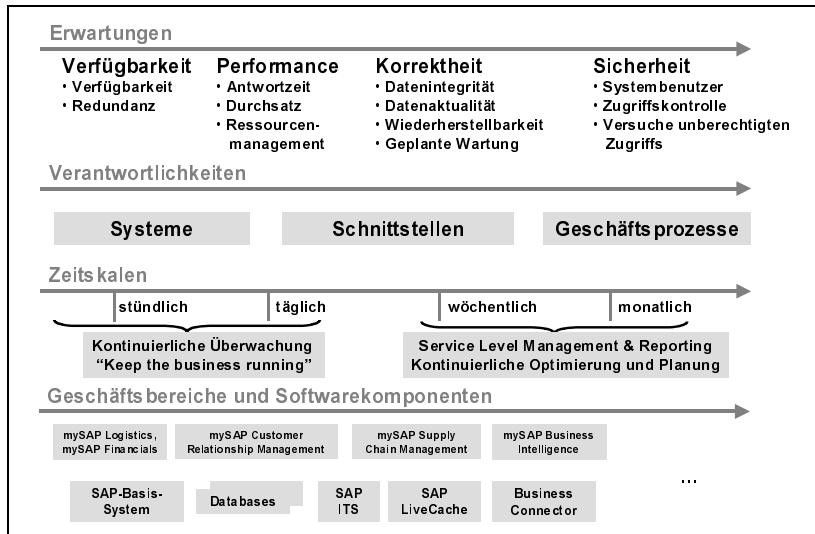 Erwartungen
Verfügbarkeit
• Verfügbarkeit
• Redundanz
Performance
• Antwortzeit
• Durchsatz
• Ressourcen-
management
Korrektheit
• Datenintegrität
• Datenaktualität
• Wiederherstellbarkeit
• Geplante Wartung
Sicherheit
• Systembenutzer
• Zugriffskontrolle
• Versuche unberechtigten
Zugriffs
Verantwortlichkeiten
Systeme
Schnittstellen
Geschäftsprozesse
Zeitskalen
stündlich
täglich
wöchentlich
monatlich
Kontinuierliche Überwachung
“Keep the business running”
Service Level Management & Reporting
Kontinuierliche Optimierung und Planung
Geschäftsbereiche und Softwarekomponenten
mySAP Logistics,
mySAP Financials
mySAP Customer
Relationship Management
mySAP Supply
Chain Management
mySAP Business
Intelligence
...
SAP-Basis-
System
Databases
SAP
ITS
SAP
LiveCache
Business
Connector